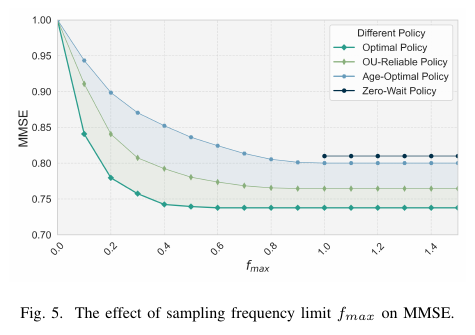 Different Policy
Optimal Policy
OU-Reliable Policy
Age-Optimal Policy
Zero-Wait Policy
MMSE
1.00
0.95
0.90
0.85
0.80
0.75
0.70
0.0 0.2 0.4 0.6 0.8 1.0 1.2 1.4
f_max
Fig. 5. The effect of sampling frequency limit f_max on MMSE.